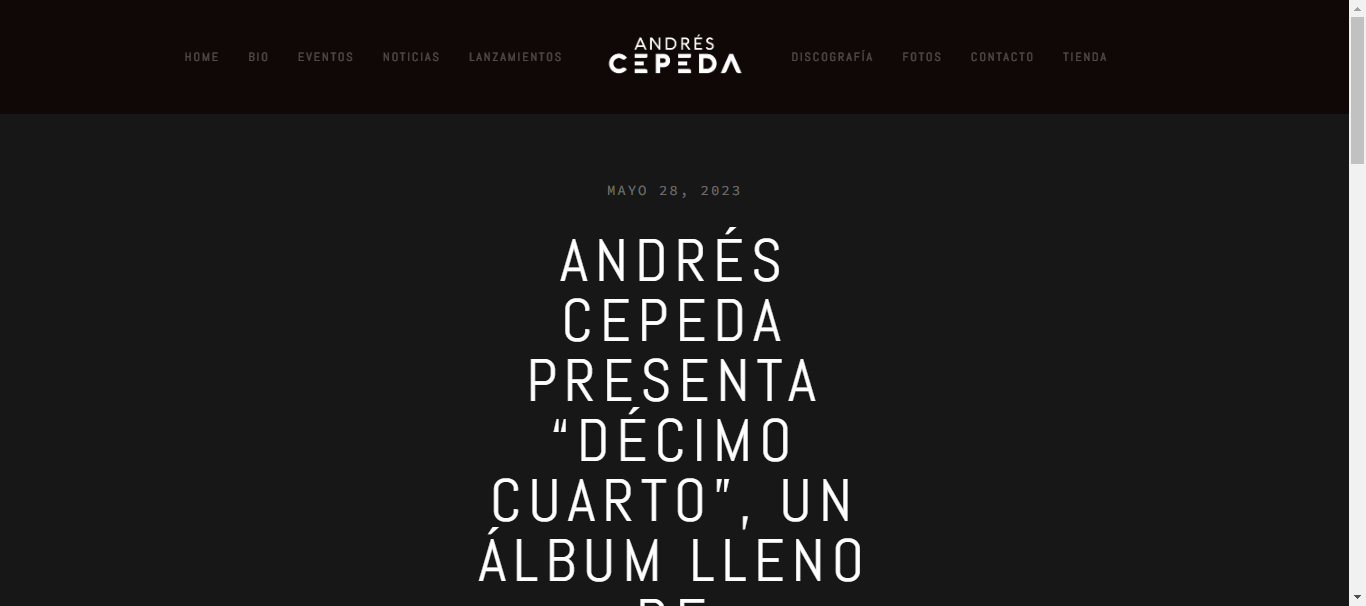 HOME BIO EVENTOS NOTICIAS LANZAMIENTOS ANDRÉS CEPEDA DISCOGRAFÍA FOTOS CONTACTO TIENDA
MAYO 28, 2023
ANDRÉS
CEPEDA
PRESENTA
“DÉCIMO
CUARTO”, UN
ÁLBUM LLENO
DE